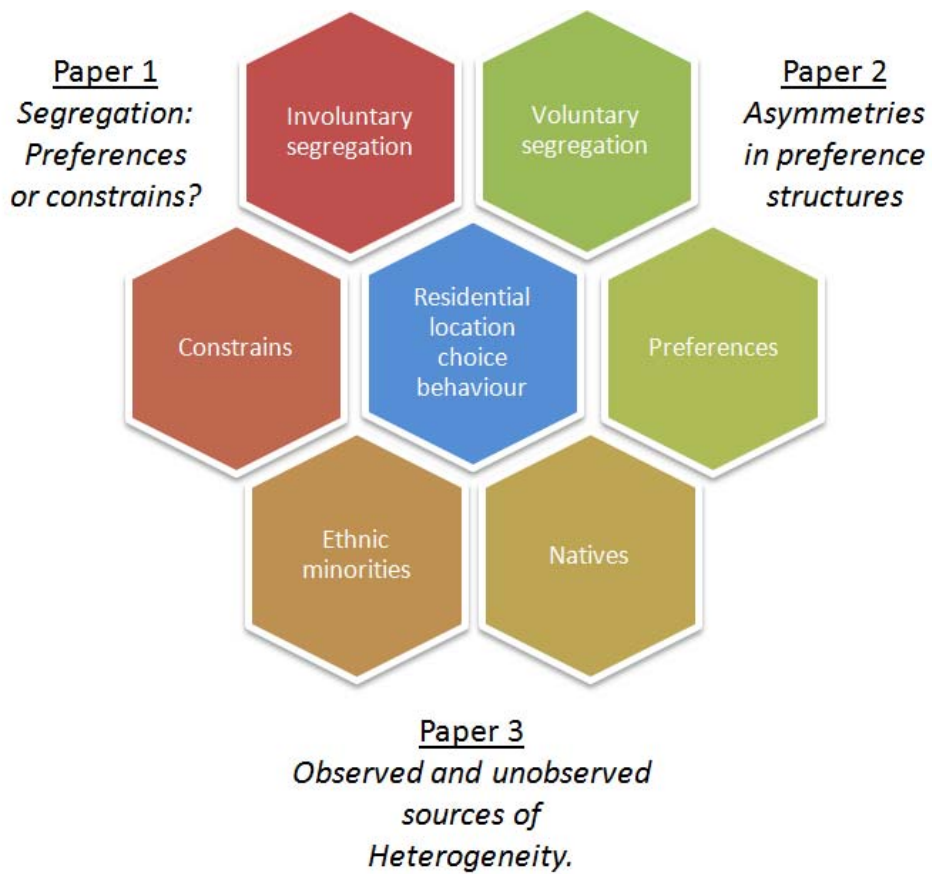 Paper 1
Segregation:
Preferences
or constrains?
Involuntary
segregation
Voluntary
segregation
Paper 2
Asymmetries
in preference
structures
Constrains
Residential
location
choice
behaviour
Preferences
Ethnic
minorities
Natives
Paper 3
Observed and unobserved
sources of
Heterogeneity.